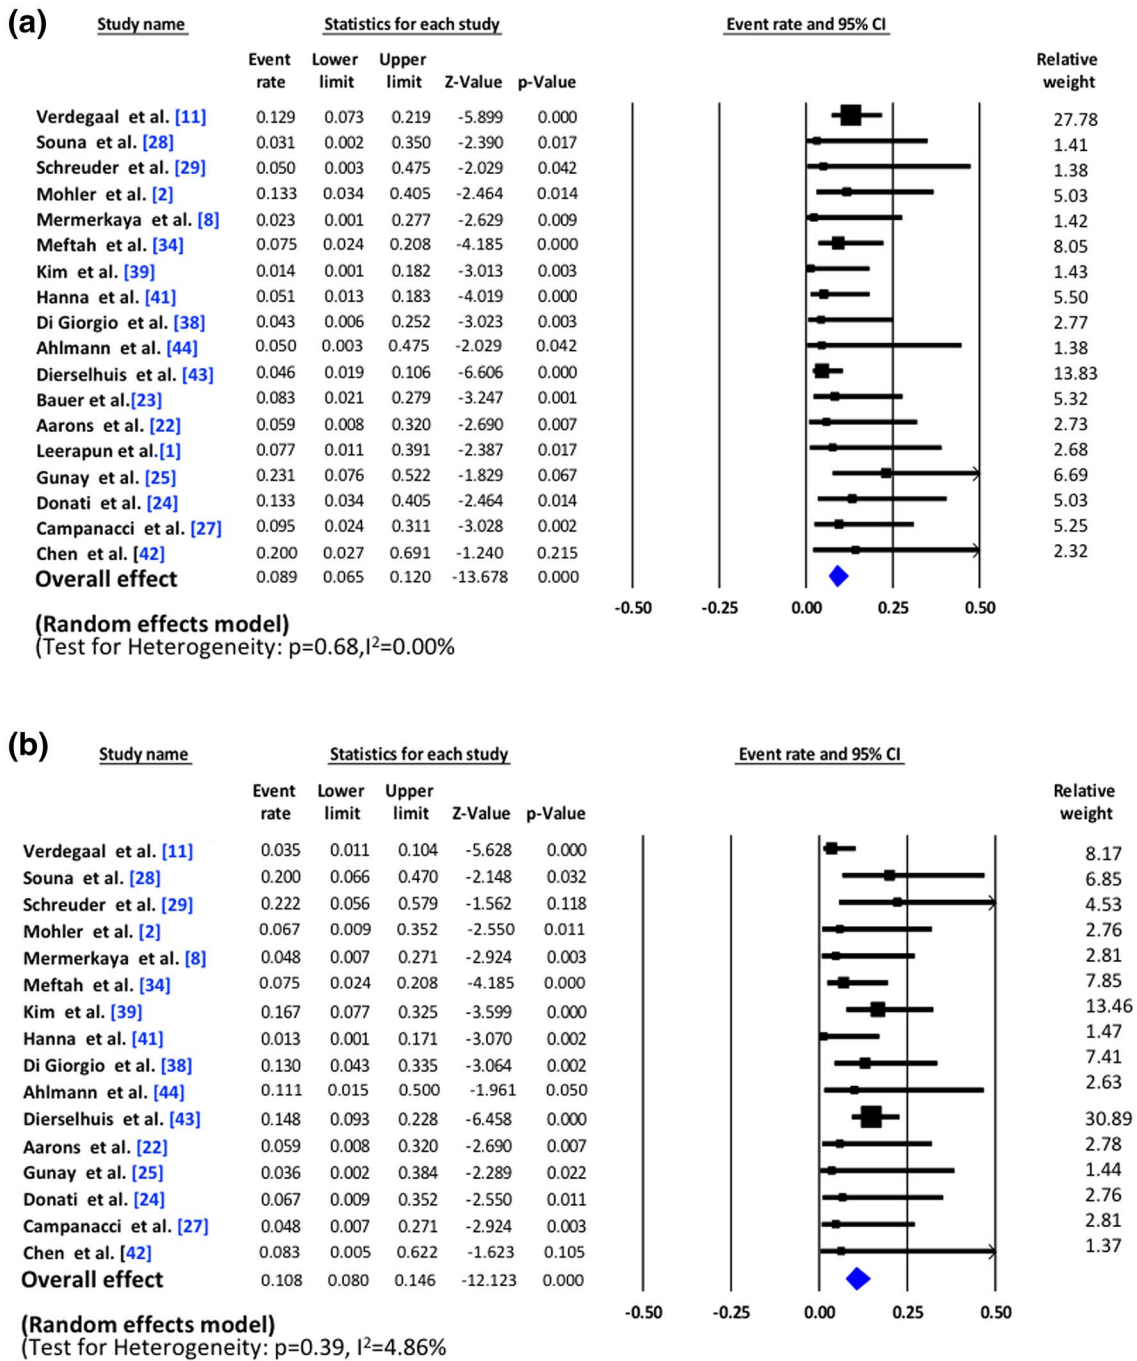 (a) Study name Statistics for each study Event rate and 95% CI
Event Lower Upper Relative
rate limit limit Z-Value p-Value weight
Verdegaal et al. [11] 0.129 0.073 0.219 -5.899 0.000 27.78
Souna et al. [28] 0.031 0.002 0.350 -2.390 0.017 1.41
Schreuder et al. [29] 0.050 0.003 0.475 -2.029 0.042 1.38
Mohler et al. [2] 0.133 0.034 0.405 -2.464 0.014 5.03
Mermerkaya et al. [8] 0.023 0.001 0.277 -2.629 0.009 1.42
Meftah et al. [34] 0.075 0.024 0.208 -4.185 0.000 8.05
Kim et al. [39] 0.014 0.001 0.182 -3.013 0.003 1.43
Hanna et al. [41] 0.051 0.013 0.183 -4.019 0.000 5.50
Di Giorgio et al. [38] 0.043 0.006 0.252 -3.023 0.003 2.77
Ahlmann et al. [44] 0.050 0.003 0.475 -2.029 0.042 1.38
Dierselhuis et al. [43] 0.046 0.019 0.106 -6.606 0.000 13.83
Bauer et al.[23] 0.083 0.021 0.279 -3.247 0.001 5.32
Aarons et al. [22] 0.059 0.008 0.320 -2.690 0.007 2.73
Leerapun et al.[1] 0.077 0.011 0.391 -2.387 0.017 2.68
Gunay et al. [25] 0.231 0.076 0.522 -1.829 0.067 6.69
Donati et al. [24] 0.133 0.034 0.405 -2.464 0.014 5.03
Campanacci et al. [27] 0.095 0.024 0.311 -3.028 0.002 5.25
Chen et al. [42] 0.200 0.027 0.691 -1.240 0.215 2.32
Overall effect 0.089 0.065 0.120 -13.678 0.000
-0.50 -0.25 0.00 0.25 0.50
(Random effects model)
(Test for Heterogeneity: p=0.68,I²=0.00%
(b) Study name Statistics for each study Event rate and 95% CI
Event Lower Upper Relative
rate limit limit Z-Value p-Value weight
Verdegaal et al. [11] 0.035 0.011 0.104 -5.628 0.000 8.17
Souna et al. [28] 0.200 0.066 0.470 -2.148 0.032 6.85
Schreuder et al. [29] 0.222 0.056 0.579 -1.562 0.118 4.53
Mohler et al. [2] 0.067 0.009 0.352 -2.550 0.011 2.76
Mermerkaya et al. [8] 0.048 0.007 0.271 -2.924 0.003 2.81
Meftah et al. [34] 0.075 0.024 0.208 -4.185 0.000 7.85
Kim et al. [39] 0.167 0.077 0.325 -3.599 0.000 13.46
Hanna et al. [41] 0.013 0.001 0.171 -3.070 0.002 1.47
Di Giorgio et al. [38] 0.130 0.043 0.335 -3.064 0.002 7.41
Ahlmann et al. [44] 0.111 0.015 0.500 -1.961 0.050 2.63
Dierselhuis et al. [43] 0.148 0.093 0.228 -6.458 0.000 30.89
Aarons et al. [22] 0.059 0.008 0.320 -2.690 0.007 2.78
Gunay et al. [25] 0.036 0.002 0.384 -2.289 0.022 1.44
Donati et al. [24] 0.067 0.009 0.352 -2.550 0.011 2.76
Campanacci et al. [27] 0.048 0.007 0.271 -2.924 0.003 2.81
Chen et al. [42] 0.083 0.005 0.622 -1.623 0.105 1.37
Overall effect 0.108 0.080 0.146 -12.123 0.000
-0.50 -0.25 0.00 0.25 0.50
(Random effects model)
(Test for Heterogeneity: p=0.39, I²=4.86%